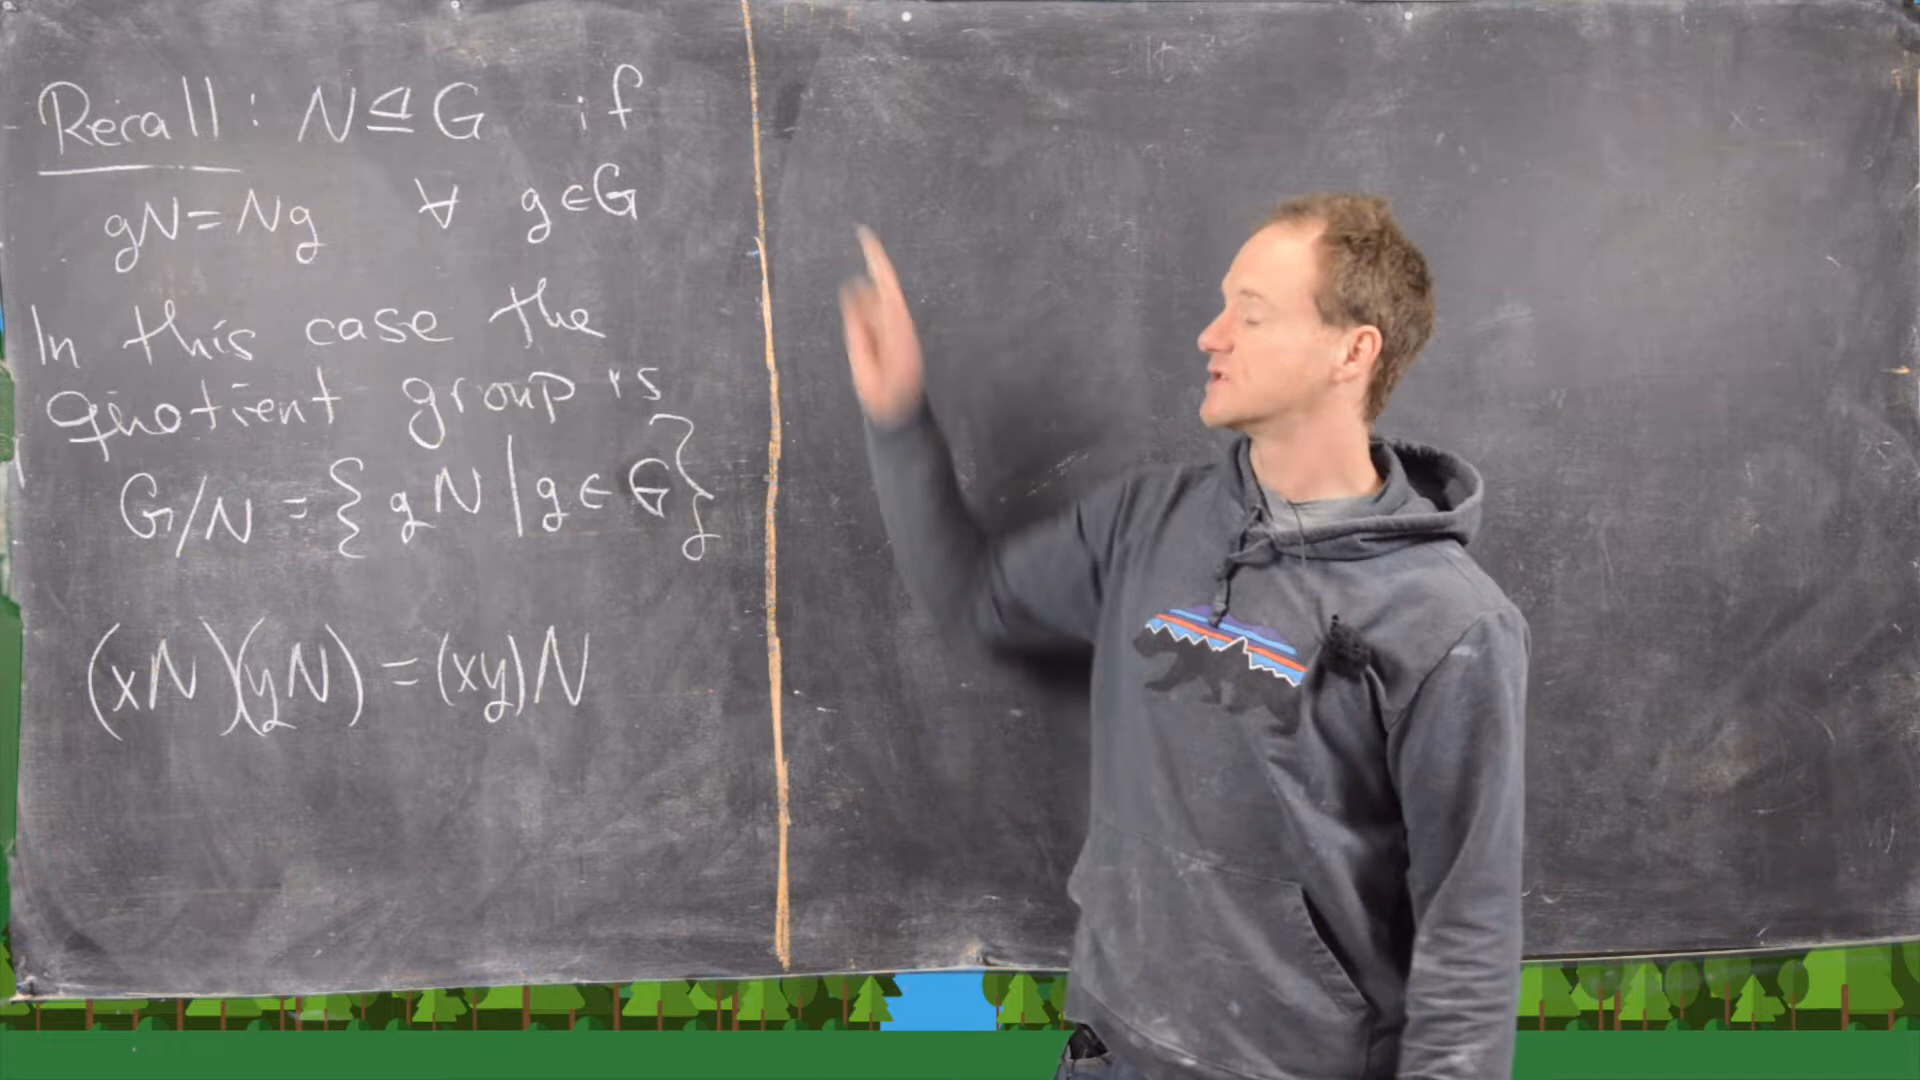 Recall: N⊴G if
gN=Ng ∀ g∈G
In this case the
quotient group is
G/N = {gN | g∈G}
(xN)(yN) = (xy)N